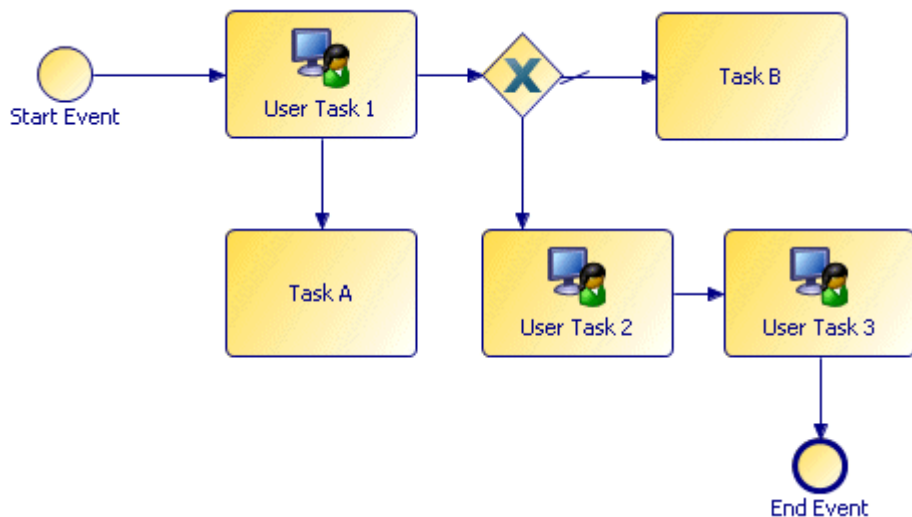 Start Event
User Task 1
Task B
Task A
User Task 2
User Task 3
End Event